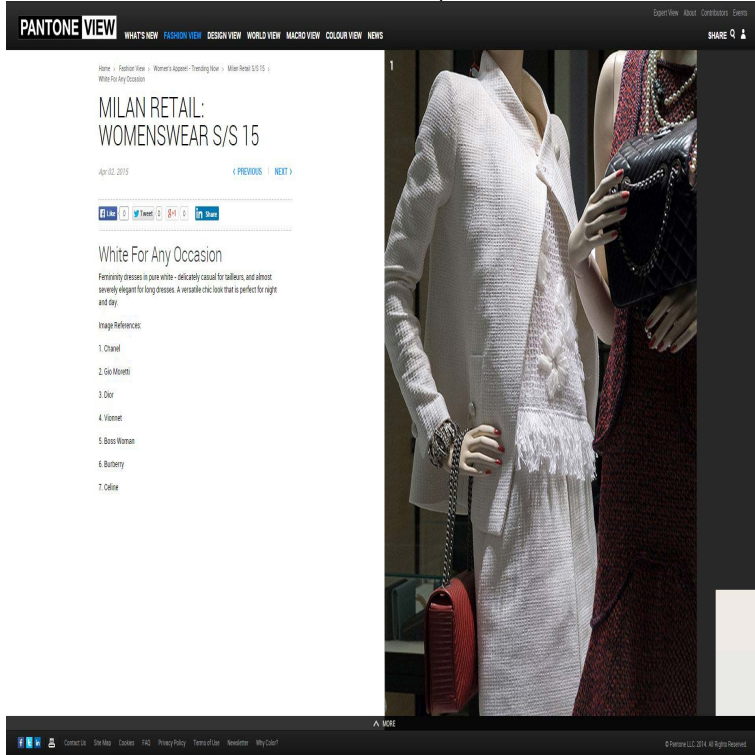 Expert View About Contributors Events
PANTONE VIEW
WHAT'S NEW FASHION VIEW DESIGN VIEW WORLD VIEW MACRO VIEW COLOUR VIEW NEWS
SHARE
Home > Fashion View > Women's Apparel - Trending Now > Milan Retail S/S 15 >
White For Any Occasion
MILAN RETAIL:
WOMENSWEAR S/S 15
Apr 02. 2015
< PREVIOUS | NEXT >
Like 0 Tweet 0 g+1 0 in Share
White For Any Occasion
Femininity dresses in pure white - delicately casual for tailleurs, and almost
severely elegant for long dresses. A versatile chic look that is perfect for night
and day.
Image References:
1. Chanel
2. Gio Moretti
3. Dior
4. Vionnet
5. Boss Woman
6. Burberry
7. Celine
1
MORE
Contact Us Site Map Cookies FAQ Privacy Policy Terms of Use Newsletter Why Color?
© Pantone LLC, 2014. All Rights Reserved.